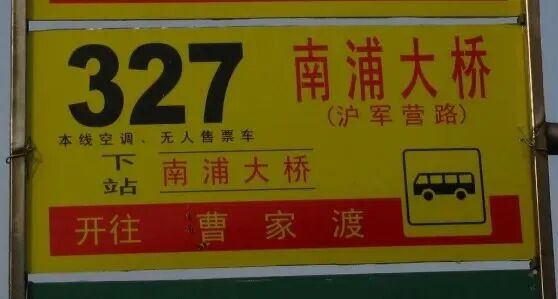 327 南浦大桥
(沪军营路)
本线空调、无人售票车
下站 南浦大桥
开往 曹家渡